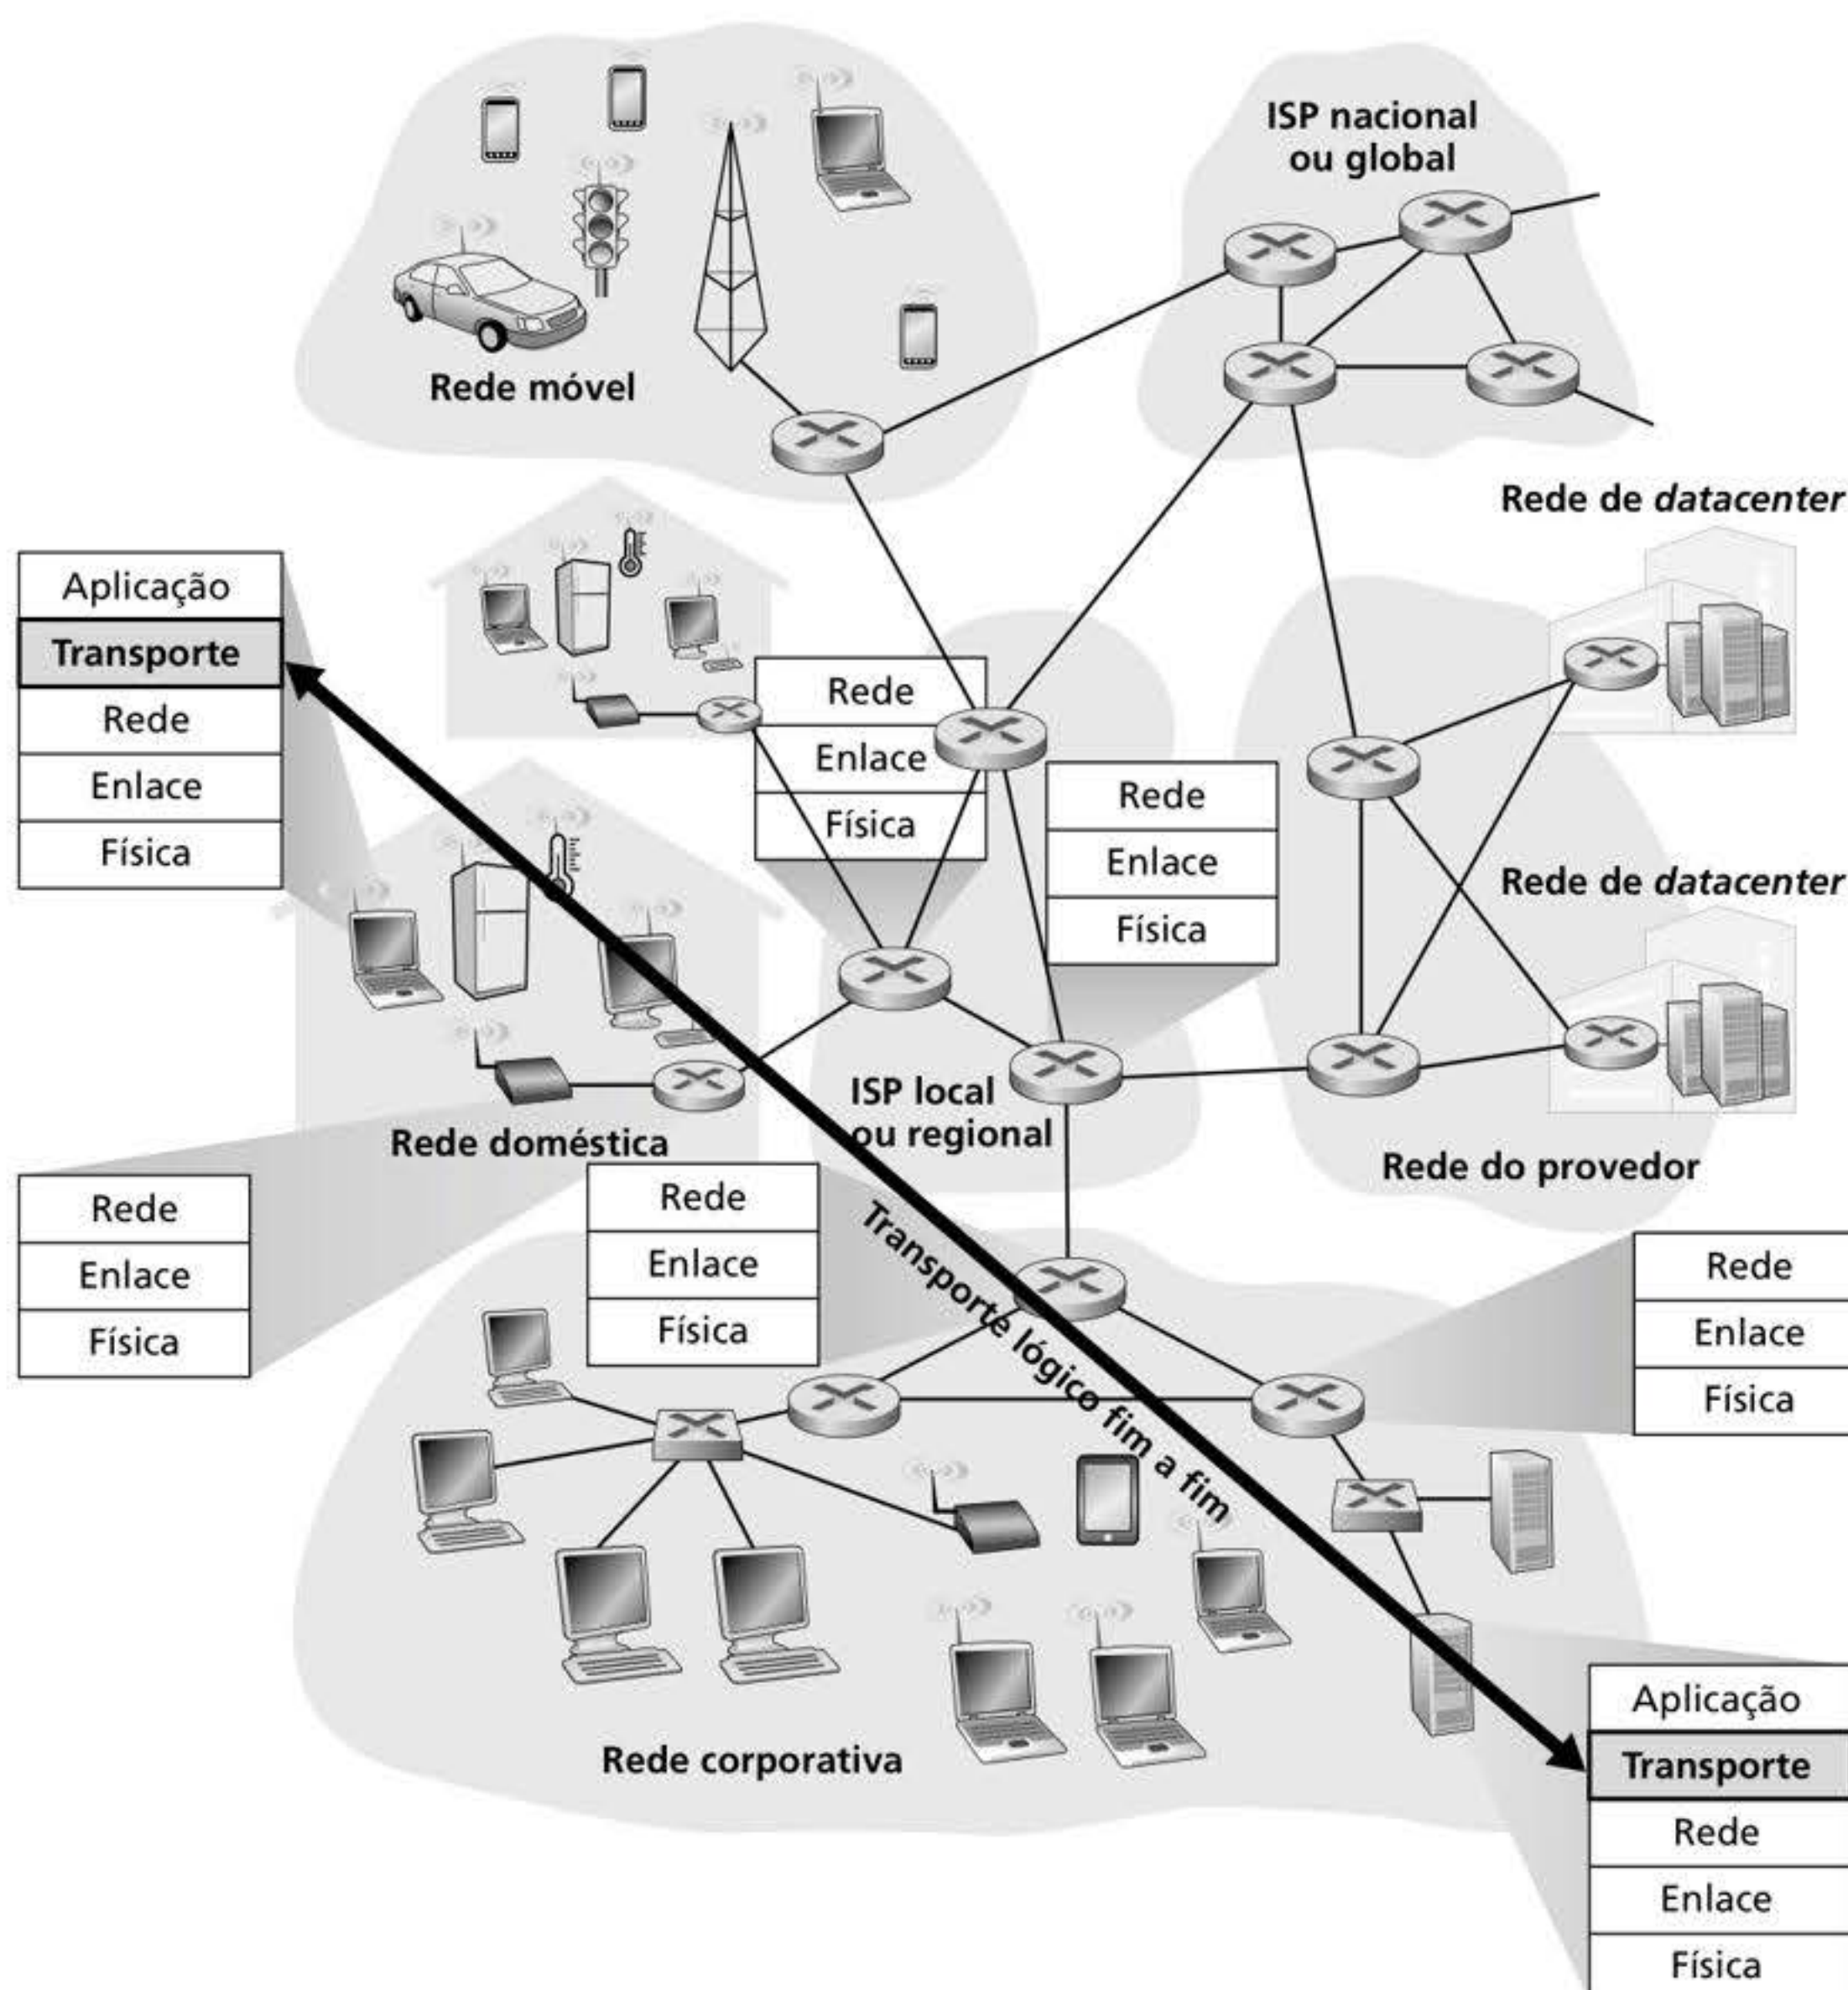 ISP nacional
ou global
Rede móvel
Rede de datacenter
Aplicação
Transporte
Rede
Enlace
Física
Rede
Enlace
Física
Rede
Enlace
Física
Rede de datacenter
ISP local
ou regional
Rede doméstica
Rede do provedor
Rede
Enlace
Física
Rede
Enlace
Física
Transporte lógico fim a fim
Rede
Enlace
Física
Rede corporativa
Aplicação
Transporte
Rede
Enlace
Física